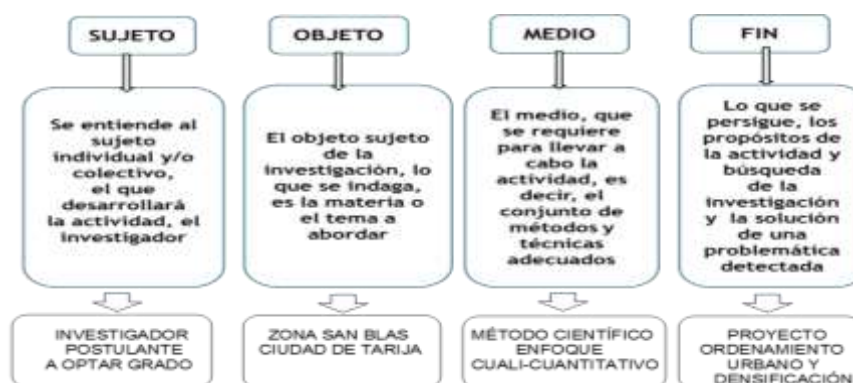 SUJETO
OBJETO
MEDIO
FIN
Se entiende al
sujeto
individual y/o
colectivo,
el que
desarrollará
la actividad, el
investigador
El objeto sujeto
de la
investigación, lo
que se indaga,
es la materia o
el tema a
abordar
El medio, que
se requiere
para llevar a
cabo la
actividad, es
decir, el
conjunto de
métodos y
técnicas
adecuados
Lo que se
persigue, los
propósitos de
la actividad y
búsqueda
de la
investigación
y la solución
de una
problemática
detectada
INVESTIGADOR
POSTULANTE
A OPTAR GRADO
ZONA SAN BLAS
CIUDAD DE TARIJA
MÉTODO CIENTÍFICO
ENFOQUE
CUALI-CUANTITATIVO
PROYECTO
ORDENAMIENTO
URBANO Y
DENSIFICACIÓN